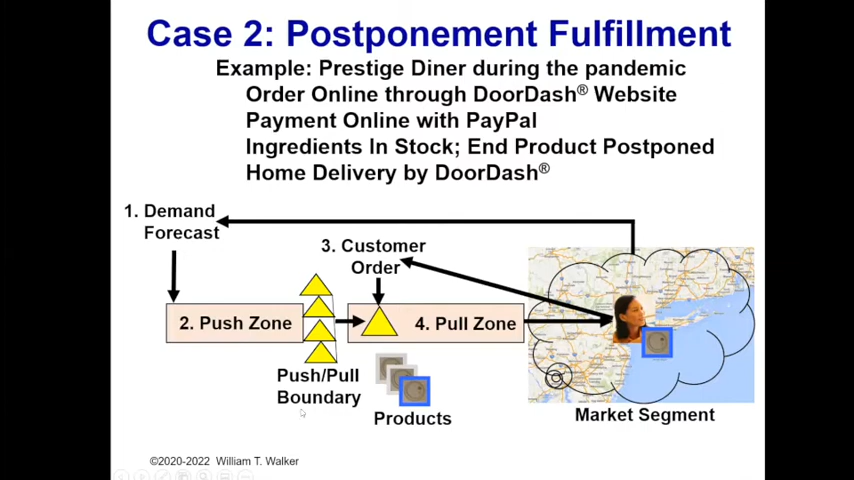 Case 2: Postponement Fulfillment
Example: Prestige Diner during the pandemic
Order Online through DoorDash® Website
Payment Online with PayPal
Ingredients In Stock; End Product Postponed
Home Delivery by DoorDash®
1. Demand
Forecast
3. Customer
Order
2. Push Zone
4. Pull Zone
Push/Pull
Boundary
Products
Market Segment
©2020-2022 William T. Walker